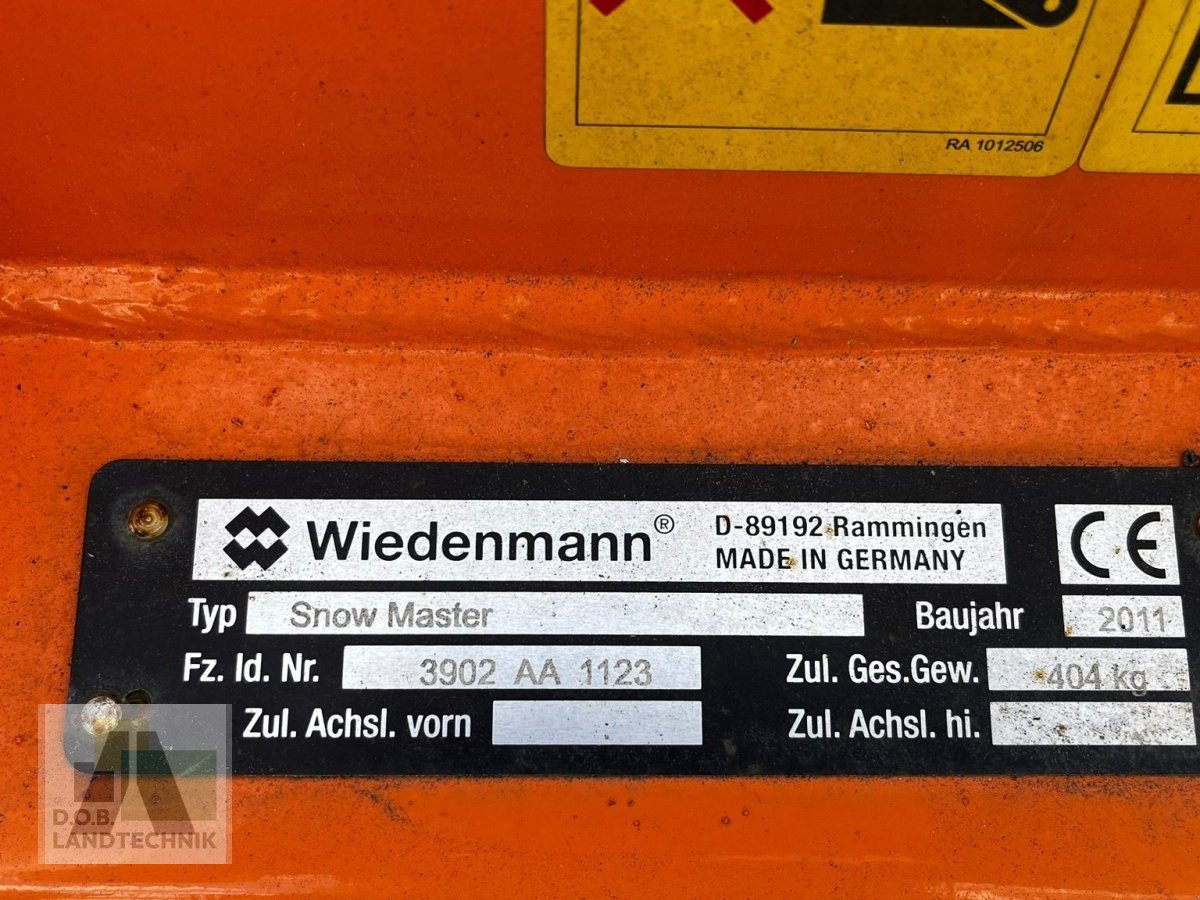 RA 1012506
Wiedenmann® D-89192 Rammingen
MADE IN GERMANY
CE
Typ Snow Master Baujahr 2011
Fz. Id. Nr. 3902 AA 1123 Zul. Ges.Gew. 404 kg
Zul. Achsl. vorn Zul. Achsl. hi.
D.O.B.
LANDTECHNIK